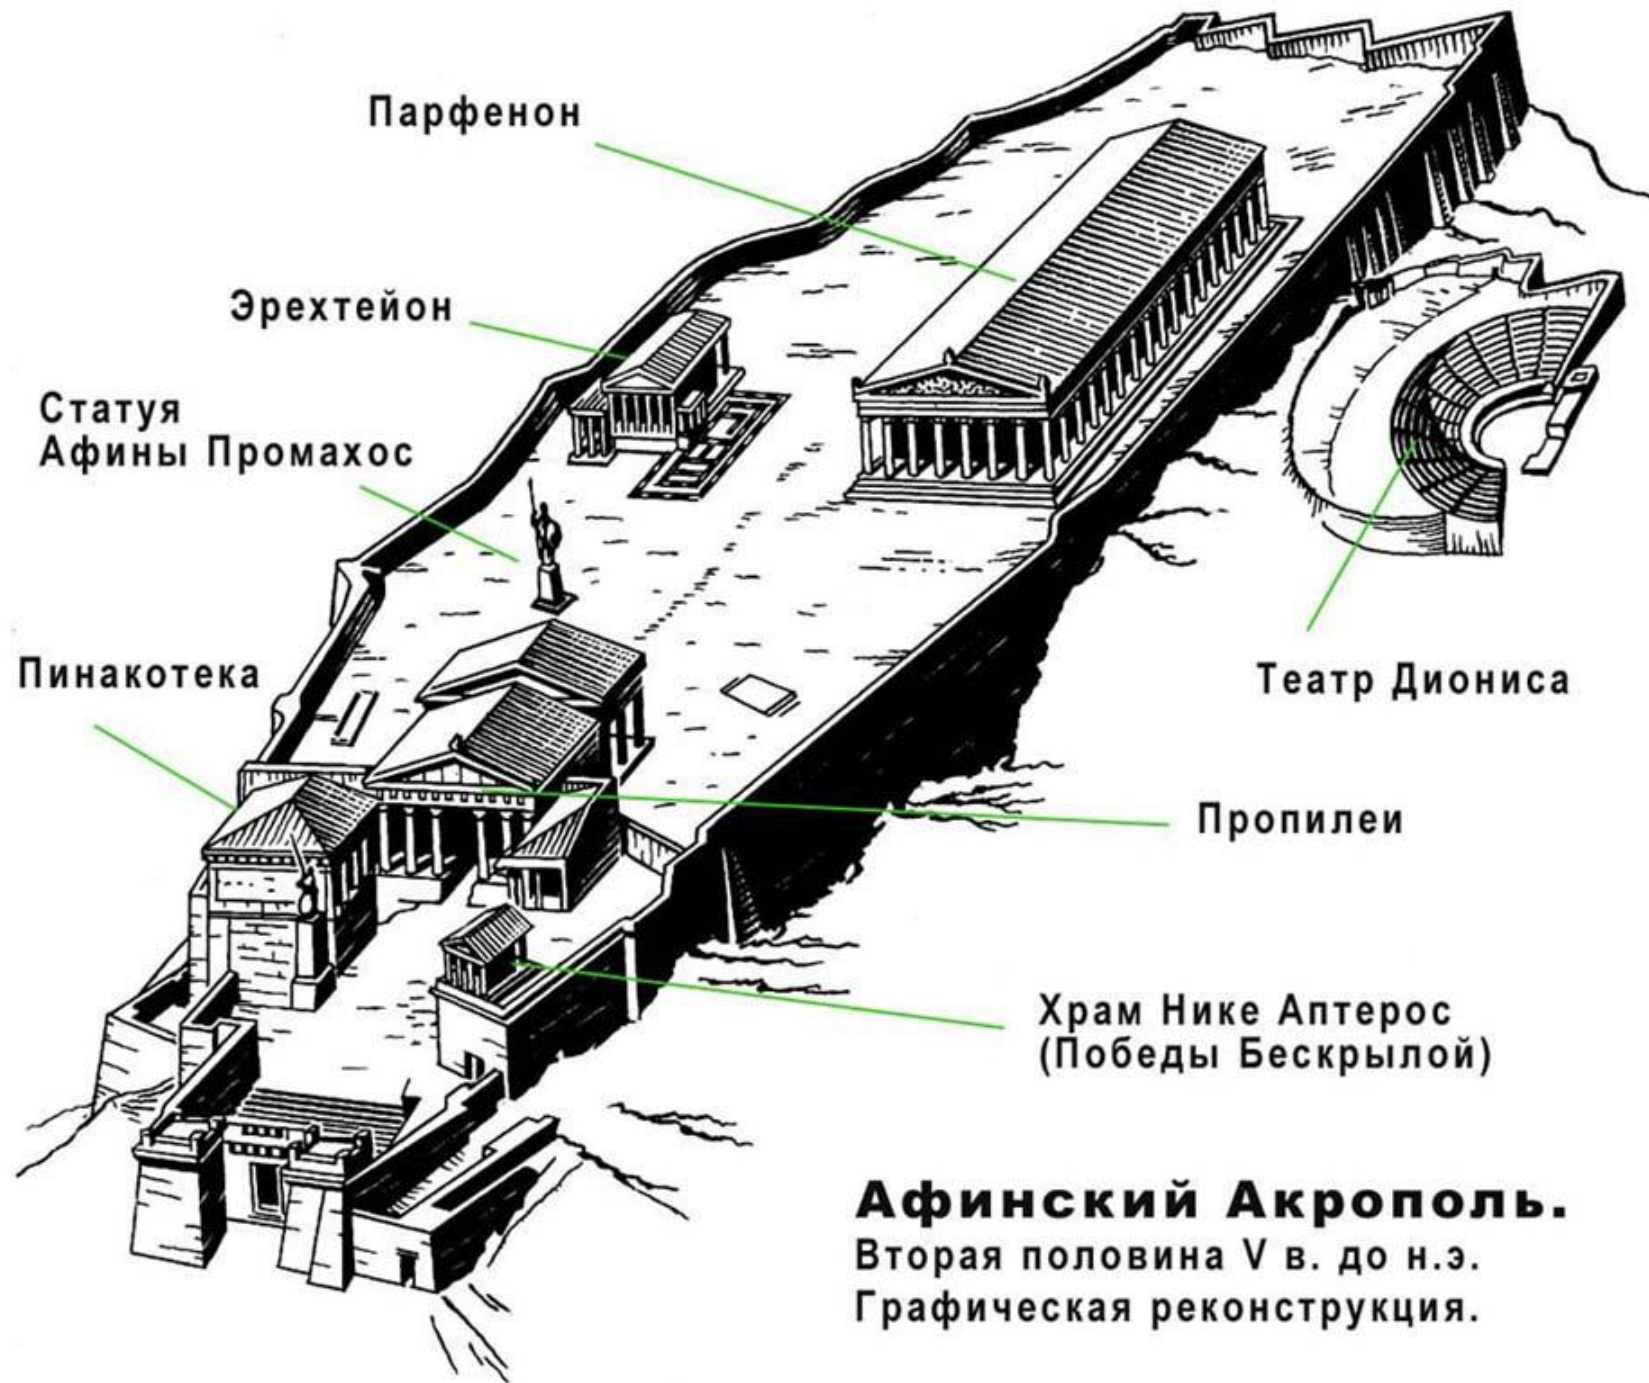 Парфенон
Эрехтейон
Статуя
Афины Промахос
Пинакотека
Театр Диониса
Пропилеи
Храм Нике Аптерос
(Победы Бескрылой)
Афинский Акрополь.
Вторая половина V в. до н.э.
Графическая реконструкция.